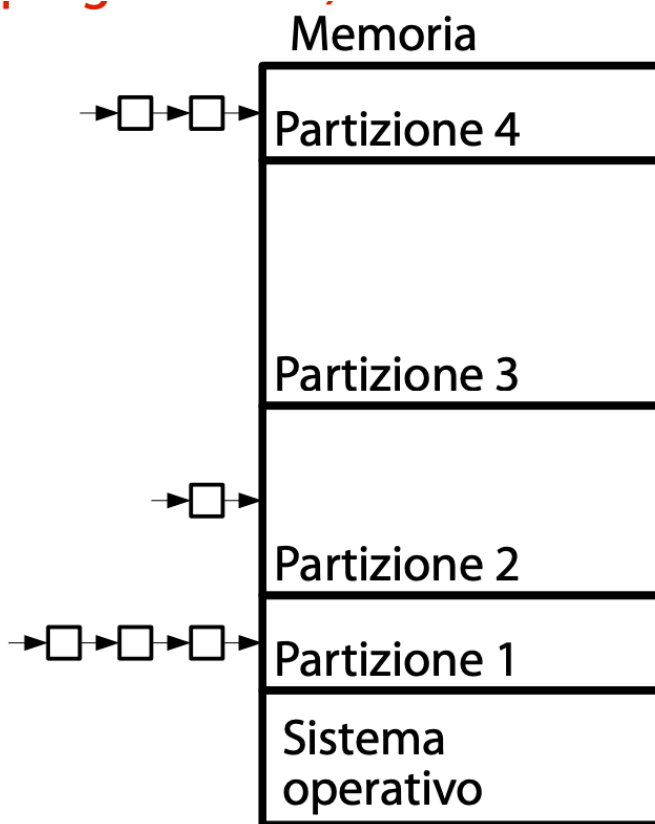 Memoria
Partizione 4
Partizione 3
Partizione 2
Partizione 1
Sistema
operativo